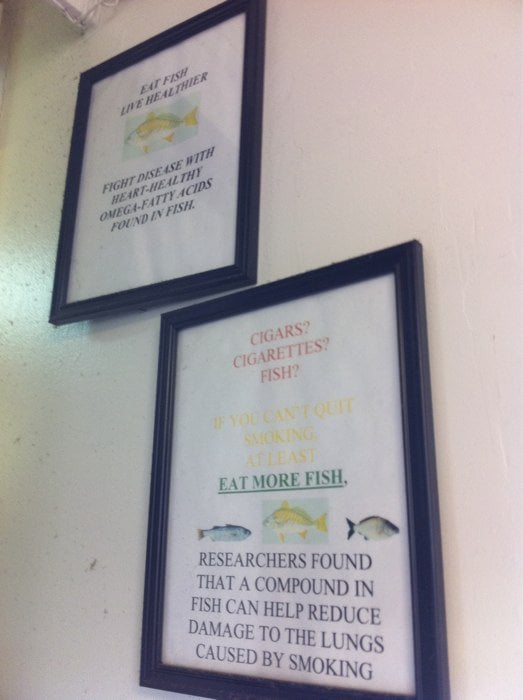 EAT FISH
LIVE HEALTHIER
FIGHT DISEASE WITH
HEART-HEALTHY
OMEGA-FATTY ACIDS
FOUND IN FISH.
CIGARS?
CIGARETTES?
FISH?
IF YOU CAN'T QUIT
SMOKING,
AT LEAST
EAT MORE FISH,
RESEARCHERS FOUND
THAT A COMPOUND IN
FISH CAN HELP REDUCE
DAMAGE TO THE LUNGS
CAUSED BY SMOKING